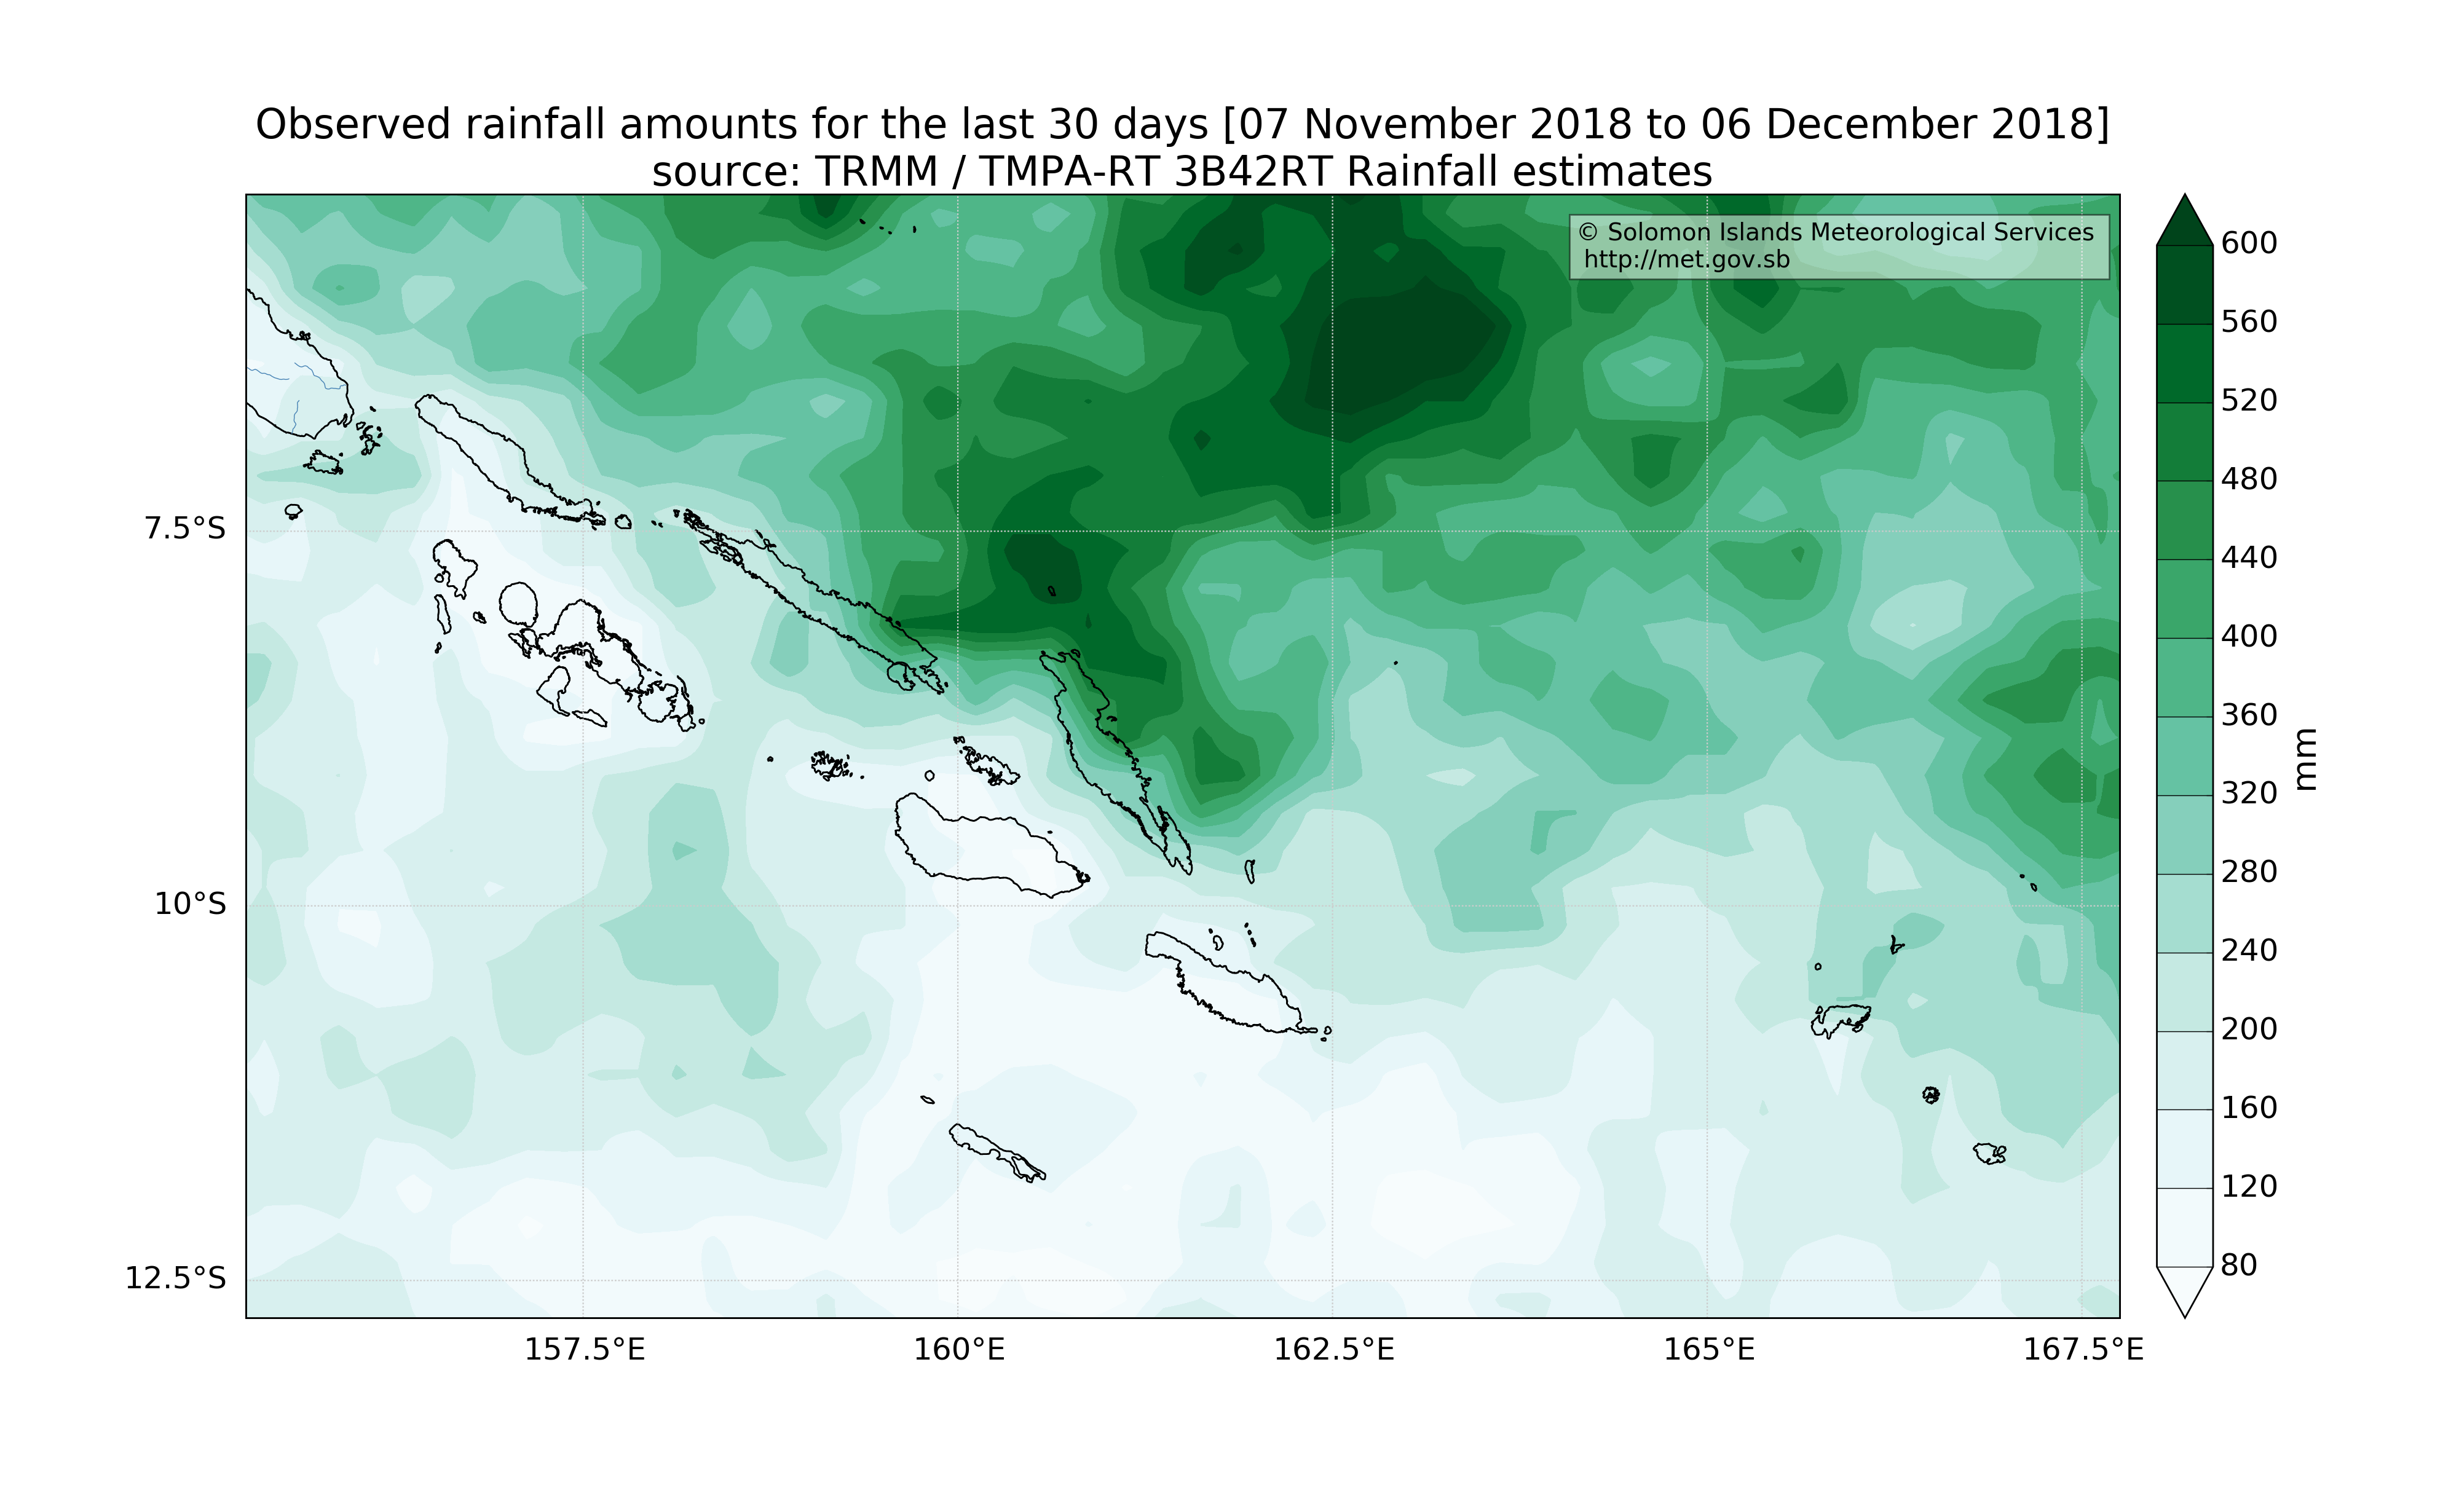 Observed rainfall amounts for the last 30 days [07 November 2018 to 06 December 2018]
source: TRMM / TMPA-RT 3B42RT Rainfall estimates
© Solomon Islands Meteorological Services
http://met.gov.sb
7.5°S
10°S
12.5°S
157.5°E
160°E
162.5°E
165°E
167.5°E
600
560
520
480
440
400
360
320
280
240
200
160
120
80
mm